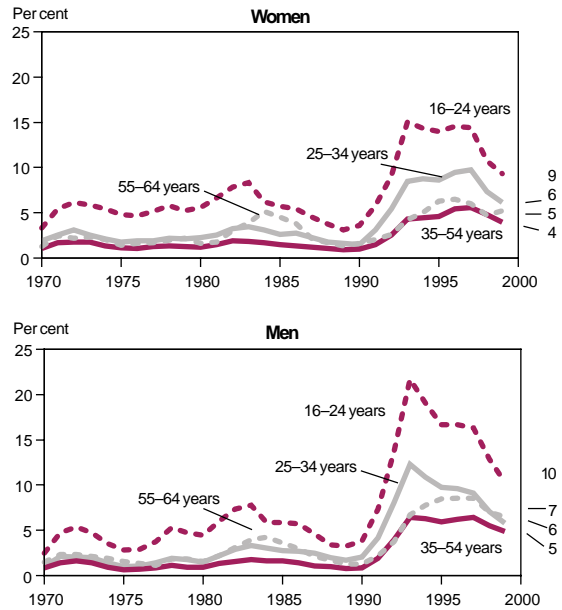 Per cent
Women
25
20
15
10
5
0
16–24 years
25–34 years
55–64 years
35–54 years
9
6
5
4
1970 1975 1980 1985 1990 1995 2000
Per cent
Men
25
20
15
10
5
0
16–24 years
25–34 years
55–64 years
35–54 years
10
7
6
5
1970 1975 1980 1985 1990 1995 2000